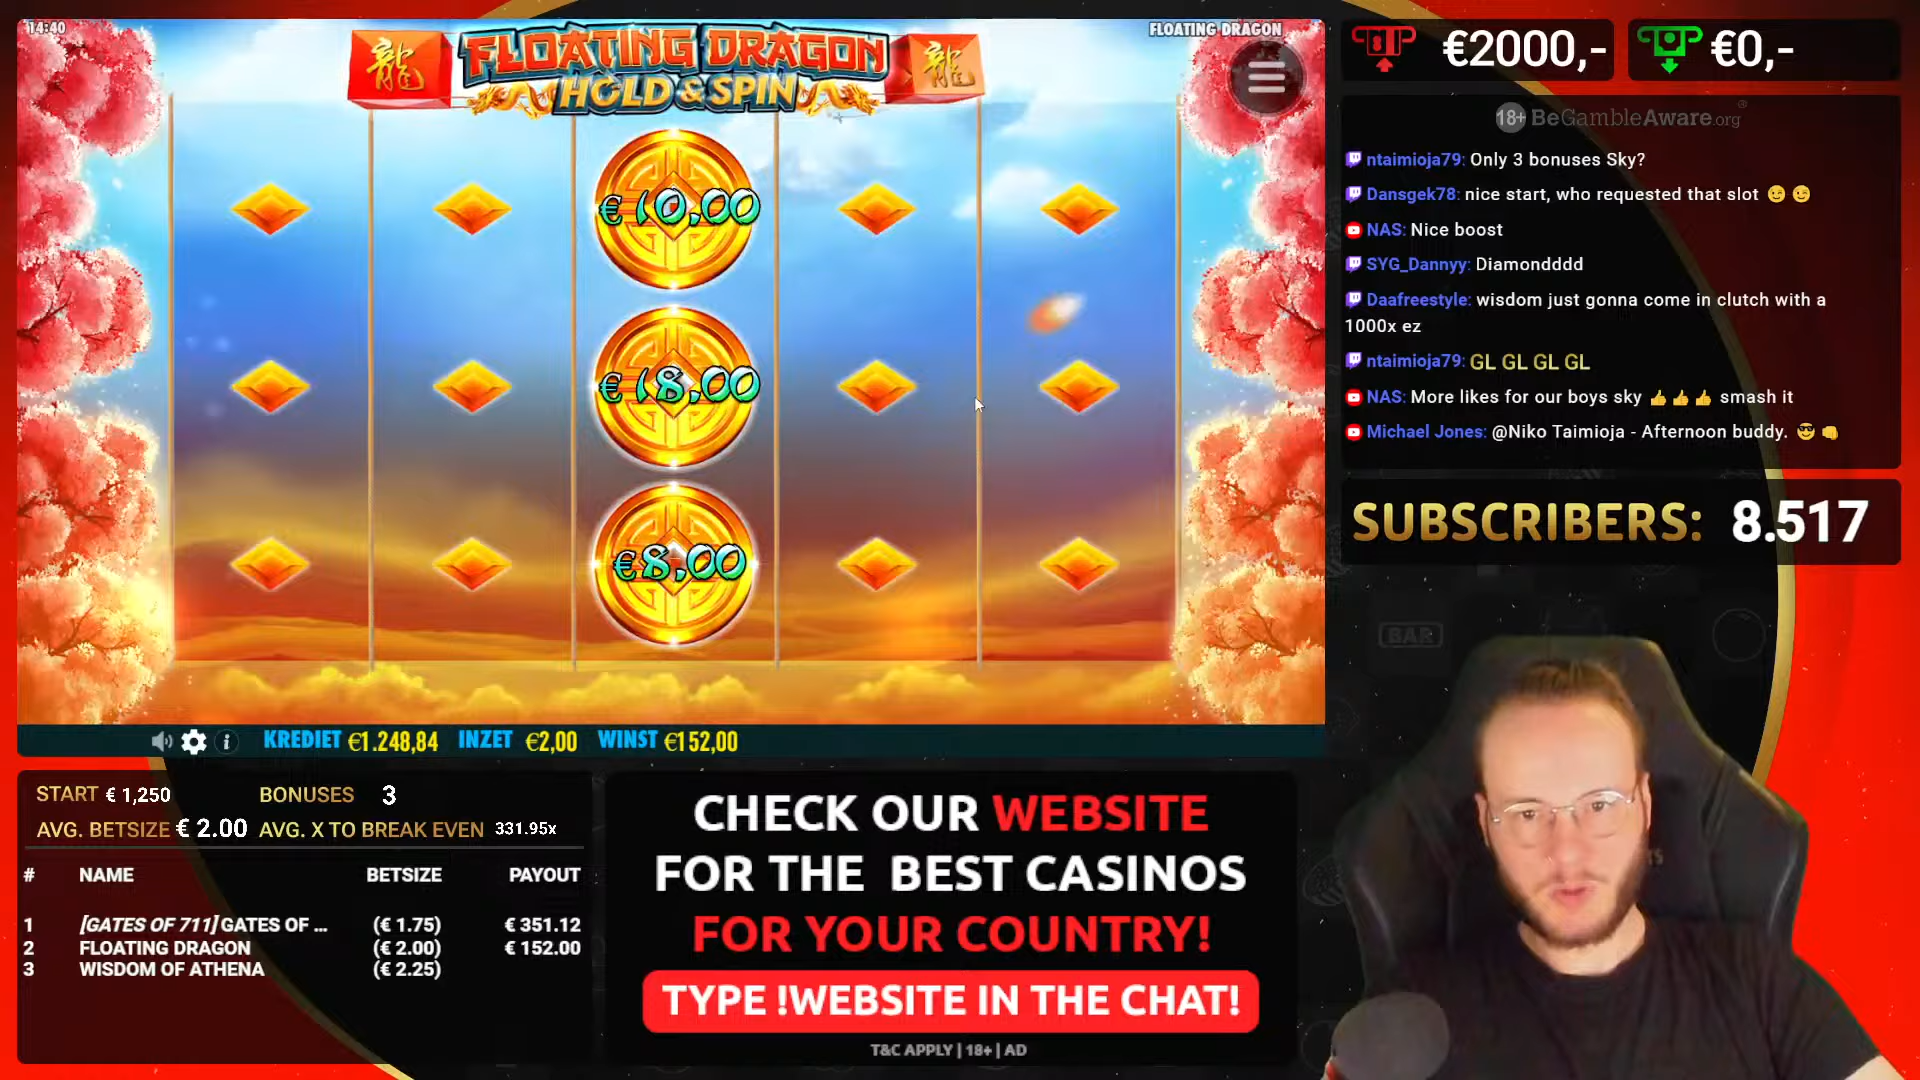 14:40
FLOATING DRAGON
龍
FLOATING DRAGON
HOLD & SPIN
龍
€10,00
€18,00
€8,00
KREDIET €1.248,84 INZET €2,00 WINST €152,00
€2000,- €0,-
18+ BeGambleAware.org®
ntaimioja79: Only 3 bonuses Sky?
Dansgek78: nice start, who requested that slot 😉 😉
NAS: Nice boost
SYG_Dannyy: Diamondddd
Daafreestyle: wisdom just gonna come in clutch with a
1000x ez
ntaimioja79: GL GL GL GL
NAS: More likes for our boys sky 👍 👍 👍 smash it
Michael Jones: @Niko Taimioja - Afternoon buddy. 😎 👊
SUBSCRIBERS: 8.517
BAR
START € 1,250 BONUSES 3
AVG. BETSIZE € 2.00 AVG. X TO BREAK EVEN 331.95x
# NAME BETSIZE PAYOUT
1 [GATES OF 711] GATES OF ... (€ 1.75) € 351.12
2 FLOATING DRAGON (€ 2.00) € 152.00
3 WISDOM OF ATHENA (€ 2.25)
CHECK OUR WEBSITE
FOR THE BEST CASINOS
FOR YOUR COUNTRY!
TYPE !WEBSITE IN THE CHAT!
T&C APPLY | 18+ | AD